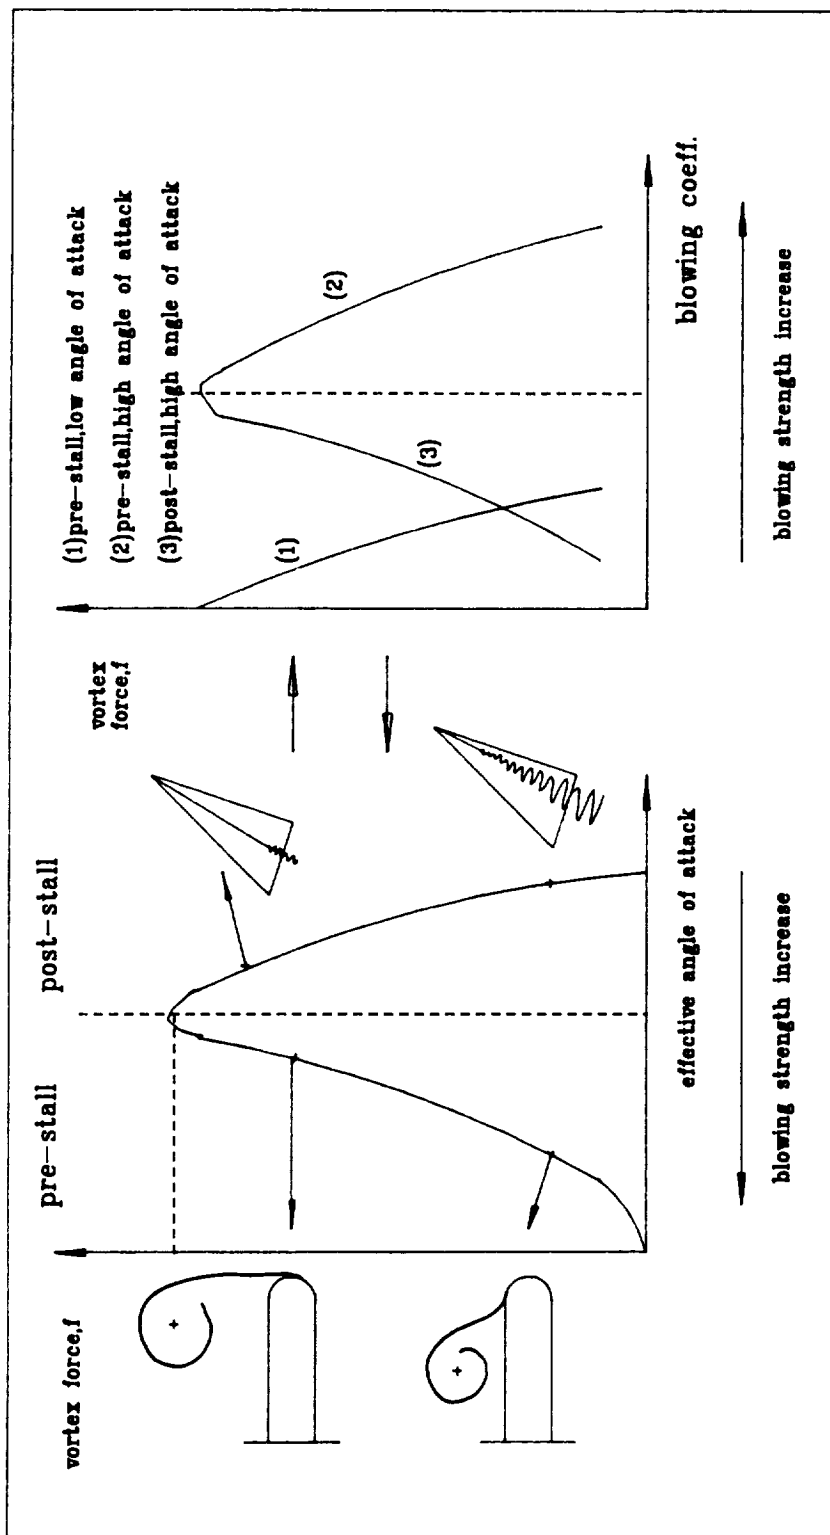 vortex force,f
pre-stall
post-stall
effective angle of attack
blowing strength increase
vortex
force,f
(1)pre-stall,low angle of attack
(2)pre-stall,high angle of attack
(3)post-stall,high angle of attack
(1)
(2)
(3)
blowing coeff.
blowing strength increase